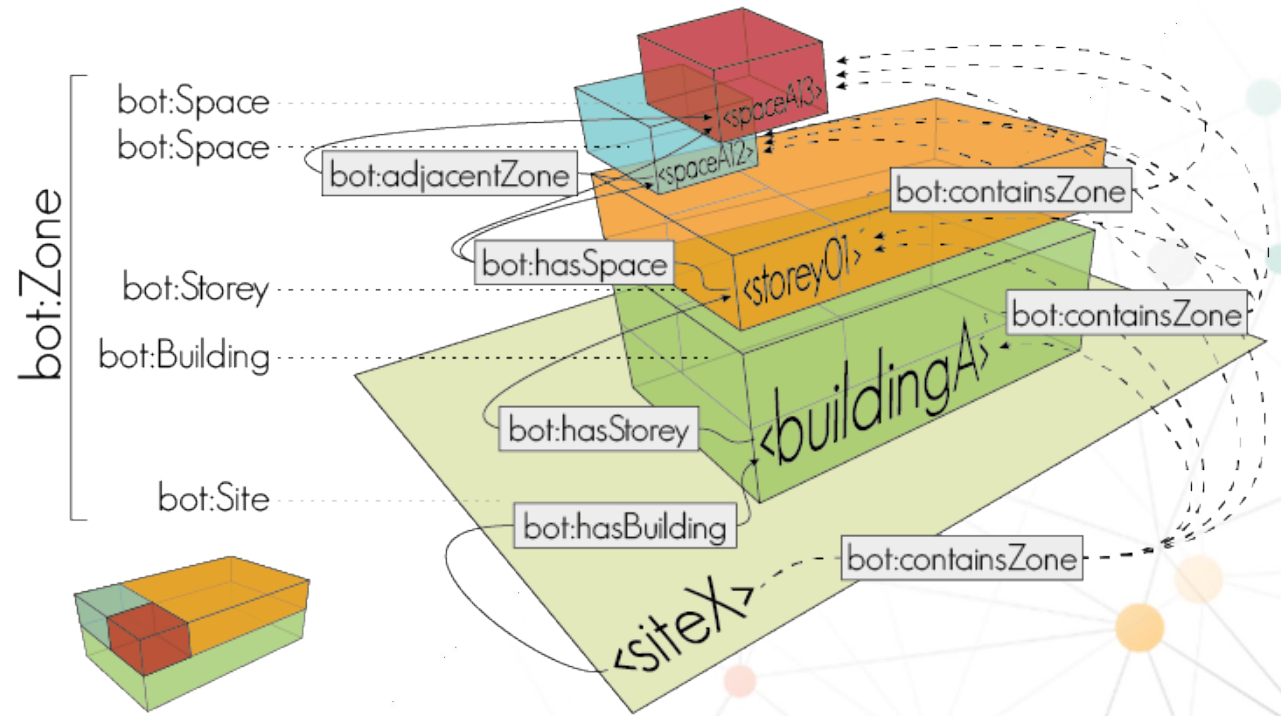 bot:Zone
bot:Space
bot:Space
bot:Storey
bot:Building
bot:Site
<spaceA13>
<spaceA12>
bot:adjacentZone
bot:containsZone
bot:hasSpace
<storey01>
bot:containsZone
<buildingA>
bot:hasStorey
bot:hasBuilding
bot:containsZone
<siteX>